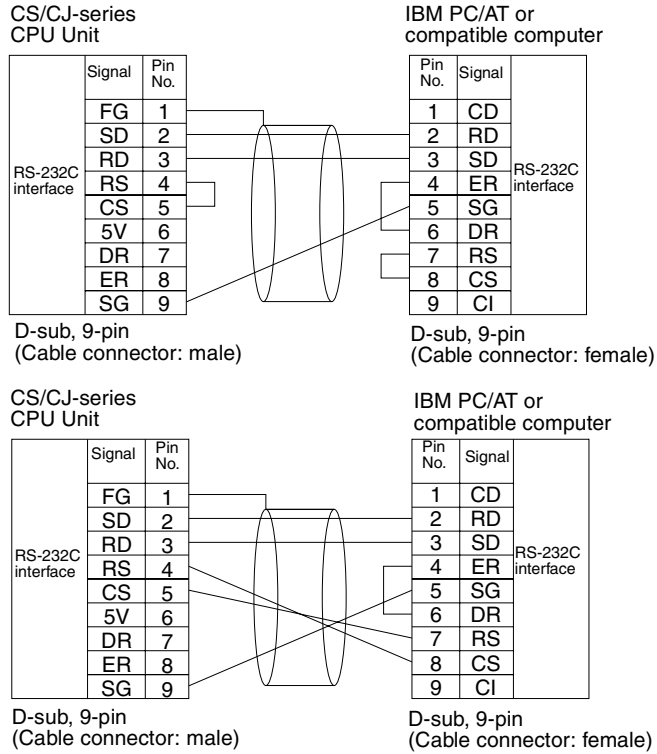 CS/CJ-series
CPU Unit
IBM PC/AT or
compatible computer
Signal Pin No. Pin No. Signal
FG 1 1 CD
SD 2 2 RD
RD 3 3 SD
RS 4 4 ER
CS 5 5 SG
5V 6 6 DR
DR 7 7 RS
ER 8 8 CS
SG 9 9 CI
RS-232C
interface
RS-232C
interface
D-sub, 9-pin
(Cable connector: male)
D-sub, 9-pin
(Cable connector: female)
CS/CJ-series
CPU Unit
IBM PC/AT or
compatible computer
Signal Pin No. Pin No. Signal
FG 1 1 CD
SD 2 2 RD
RD 3 3 SD
RS 4 4 ER
CS 5 5 SG
5V 6 6 DR
DR 7 7 RS
ER 8 8 CS
SG 9 9 CI
RS-232C
interface
RS-232C
interface
D-sub, 9-pin
(Cable connector: male)
D-sub, 9-pin
(Cable connector: female)